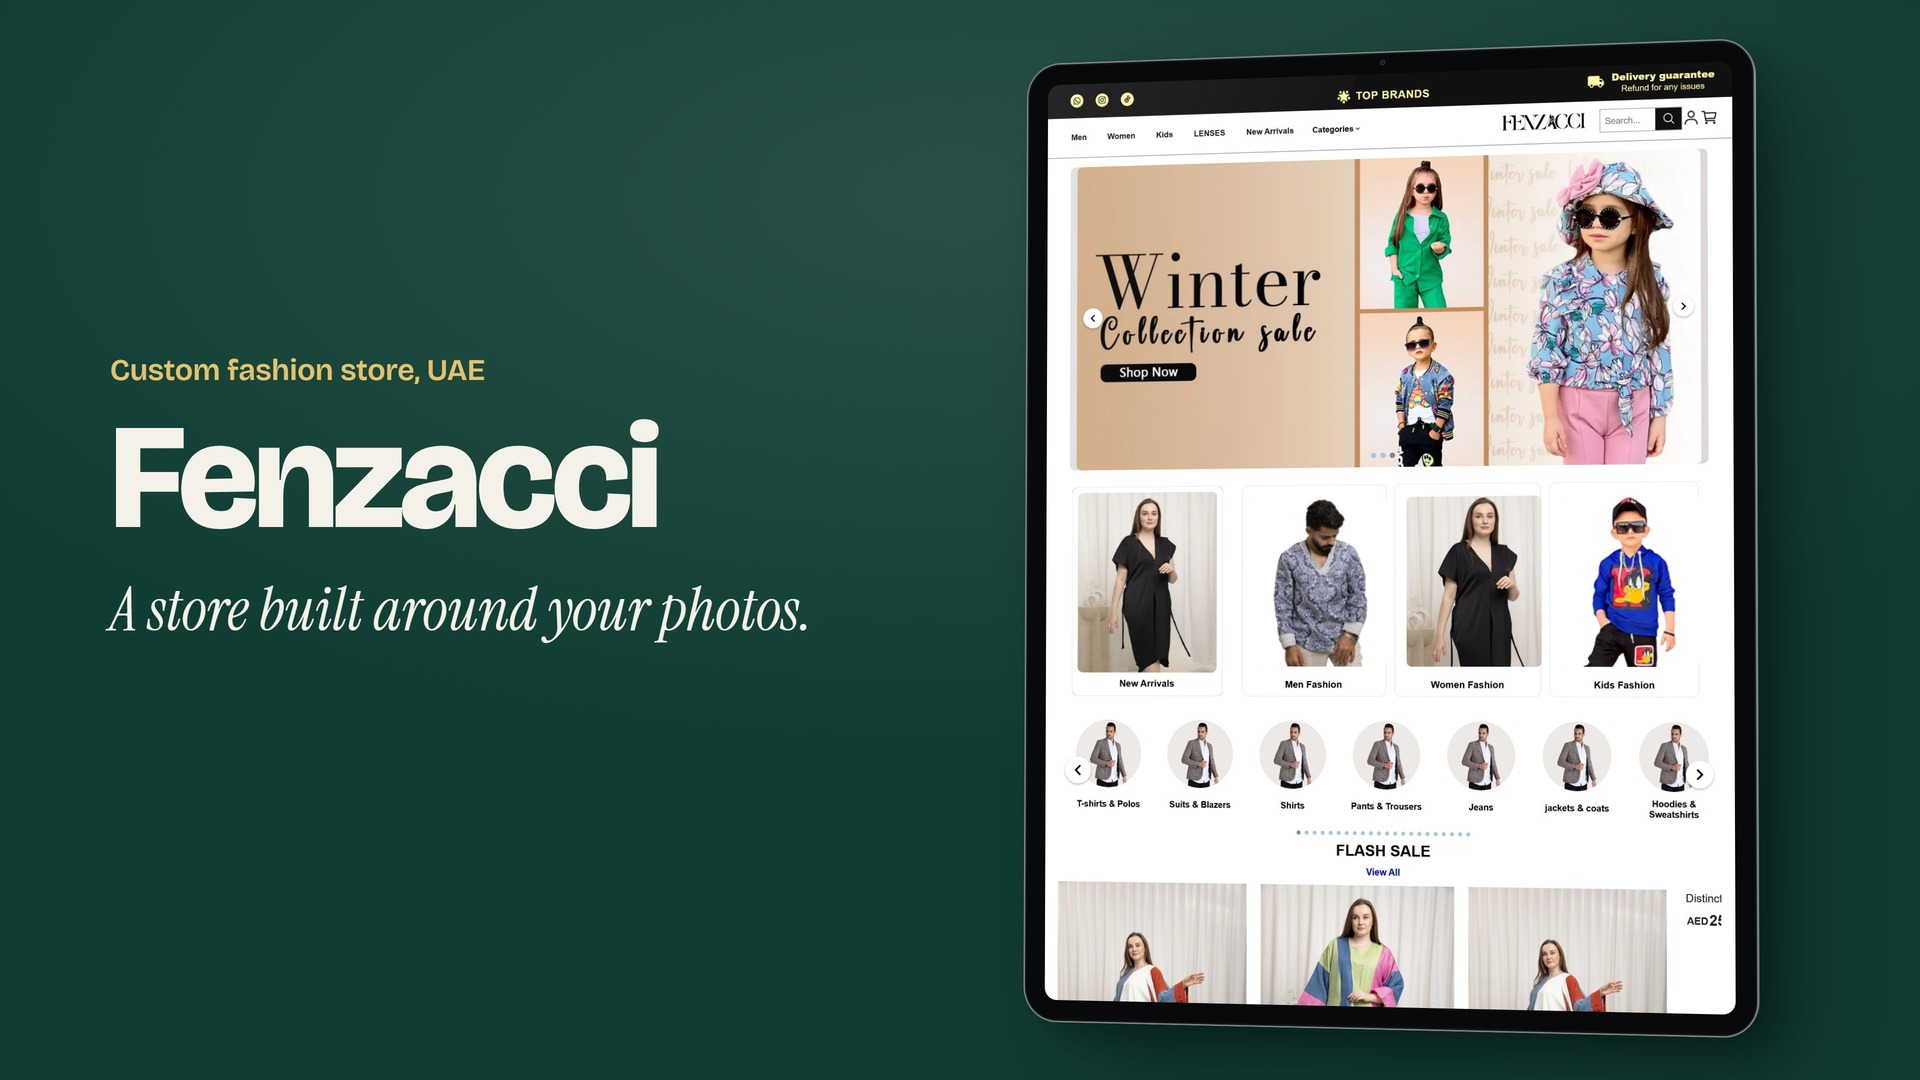 Custom fashion store, UAE
Fenzacci
A store built around your photos.
TOP BRANDS
Delivery guarantee
Refund for any issues
Men
Women
Kids
LENSES
New Arrivals
Categories
FENZACCI
Search...
Winter
Collection sale
Shop Now
New Arrivals
Men Fashion
Women Fashion
Kids Fashion
T-shirts & Polos
Suits & Blazers
Shirts
Pants & Trousers
Jeans
jackets & coats
Hoodies &
Sweatshirts
FLASH SALE
View All
AED